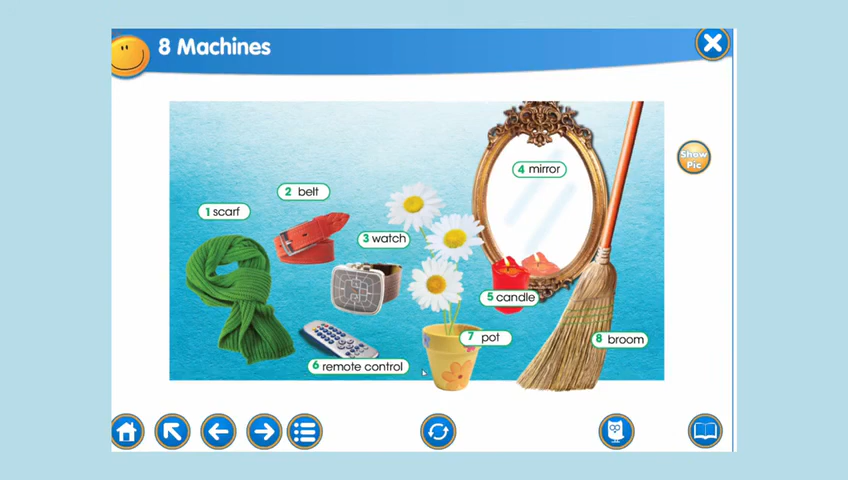 8 Machines
Show
Pic
4 mirror
2 belt
1 scarf
3 watch
5 candle
7 pot
8 broom
6 remote control